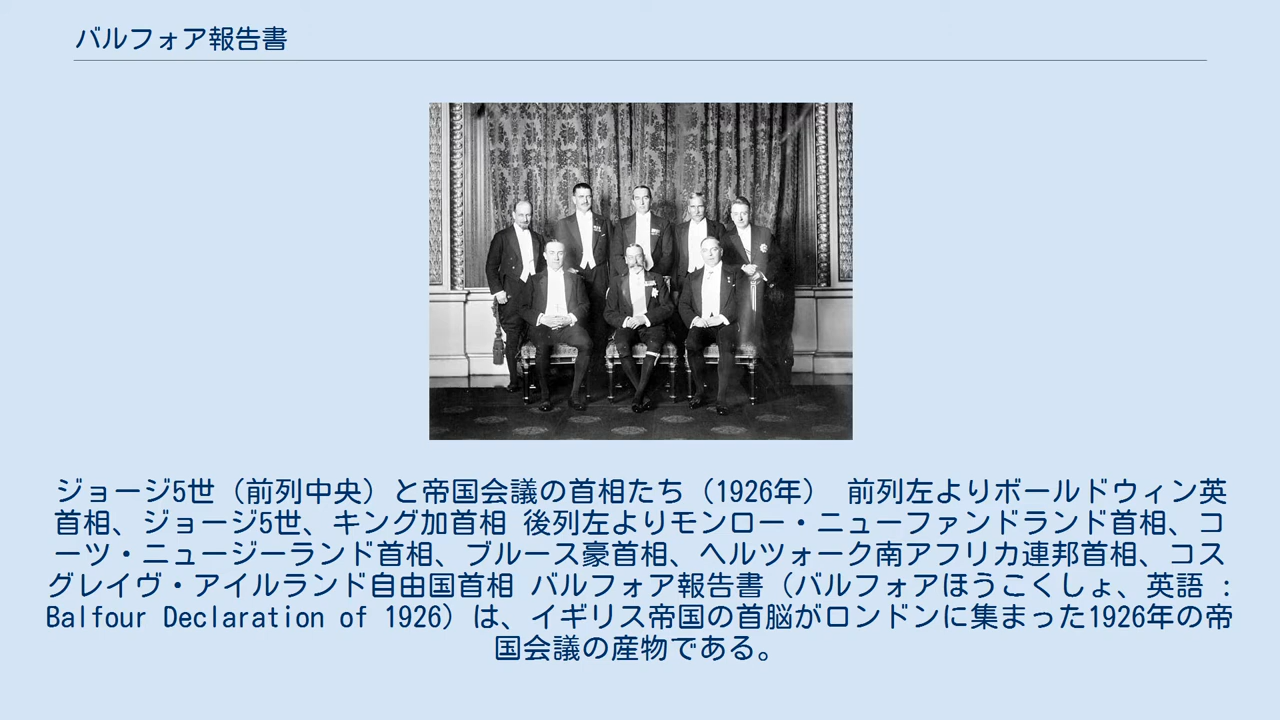 バルフォア報告書
ジョージ5世（前列中央）と帝国会議の首相たち（1926年） 前列左よりボールドウィン英
首相、ジョージ5世、キング加首相 後列左よりモンロー・ニューファンドランド首相、コ
ーツ・ニュージーランド首相、ブルース豪首相、ヘルツォーク南アフリカ連邦首相、コス
グレイヴ・アイルランド自由国首相 バルフォア報告書（バルフォアほうこくしょ、英語 :
Balfour Declaration of 1926）は、イギリス帝国の首脳がロンドンに集まった1926年の帝
国会議の産物である。